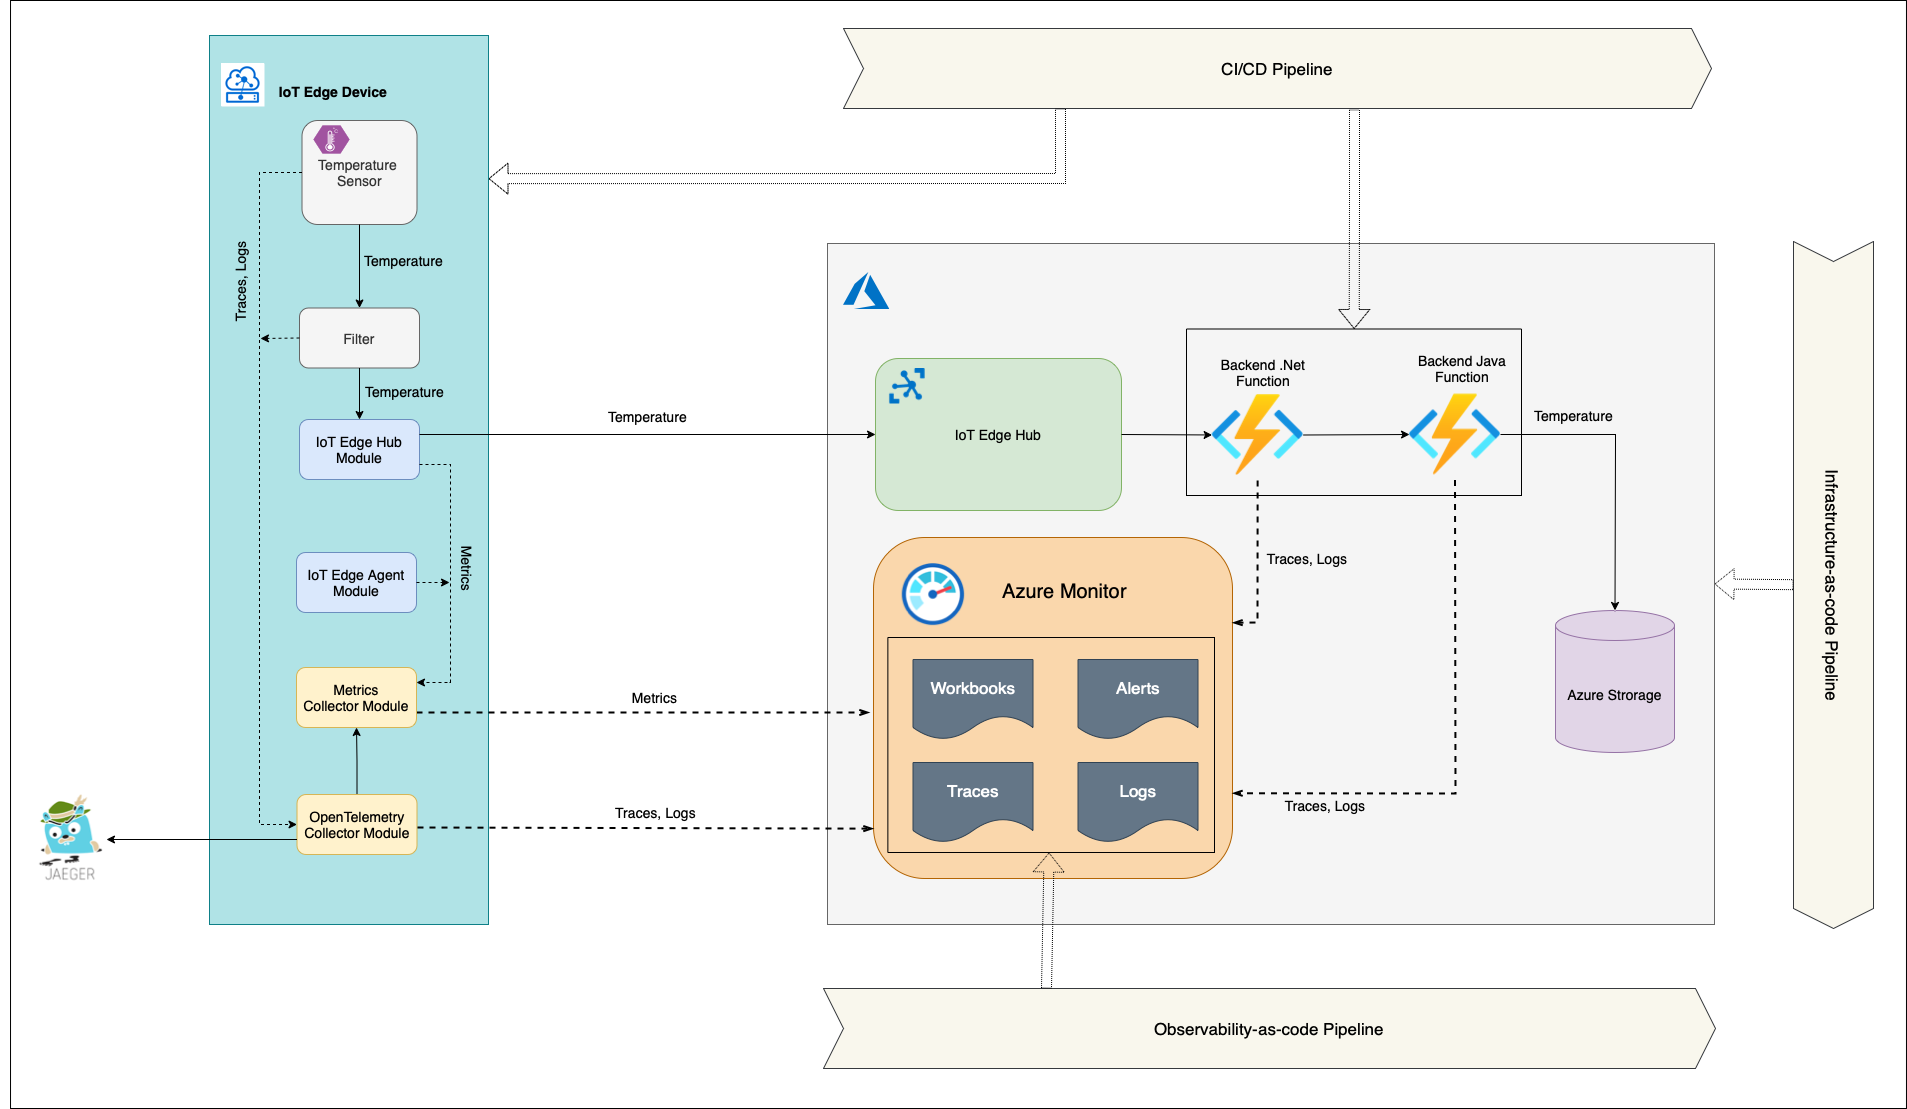 CI/CD Pipeline
IoT Edge Device
Temperature
Sensor
Traces, Logs
Temperature
Filter
Temperature
IoT Edge Hub
Module
Temperature
IoT Edge Agent
Module
Metrics
Metrics
Collector Module
Metrics
OpenTelemetry
Collector Module
Traces, Logs
JAEGER
IoT Edge Hub
Backend .Net
Function
Backend Java
Function
Temperature
Traces, Logs
Azure Monitor
Workbooks
Alerts
Traces
Logs
Traces, Logs
Azure Strorage
Infrastructure-as-code Pipeline
Observability-as-code Pipeline